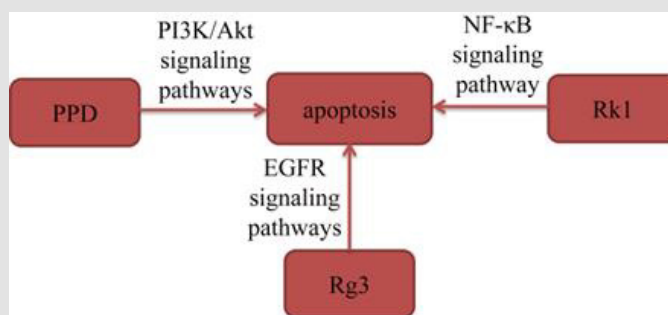 PI3K/Akt
signaling
pathways
NF-κB
signaling
pathway
PPD
apoptosis
Rk1
EGFR
signaling
pathways
Rg3